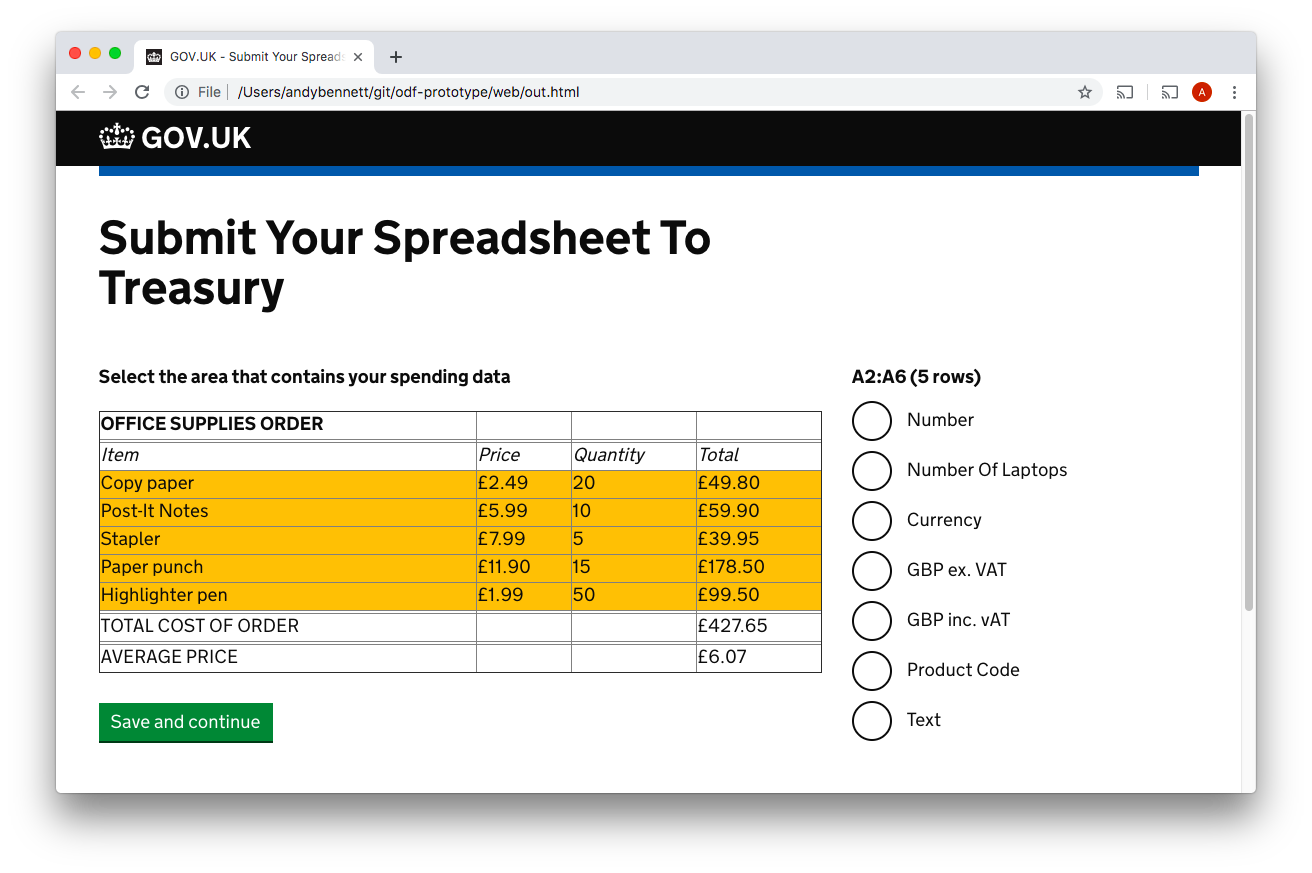 GOV.UK - Submit Your Spreads
File /Users/andybennett/git/odf-prototype/web/out.html
A
GOV.UK
Submit Your Spreadsheet To
Treasury
Select the area that contains your spending data
OFFICE SUPPLIES ORDER
Item Price Quantity Total
Copy paper £2.49 20 £49.80
Post-It Notes £5.99 10 £59.90
Stapler £7.99 5 £39.95
Paper punch £11.90 15 £178.50
Highlighter pen £1.99 50 £99.50
TOTAL COST OF ORDER £427.65
AVERAGE PRICE £6.07
Save and continue
A2:A6 (5 rows)
Number
Number Of Laptops
Currency
GBP ex. VAT
GBP inc. vAT
Product Code
Text